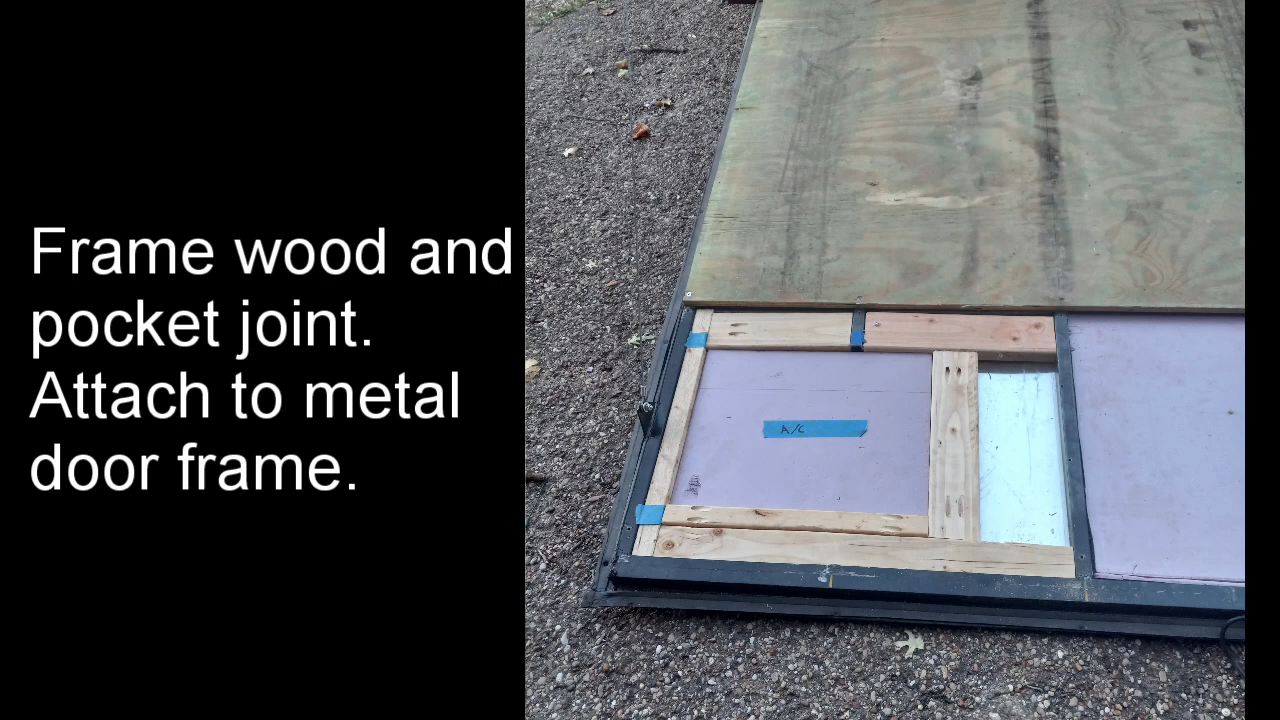 Frame wood and
pocket joint.
Attach to metal
door frame.
A/C